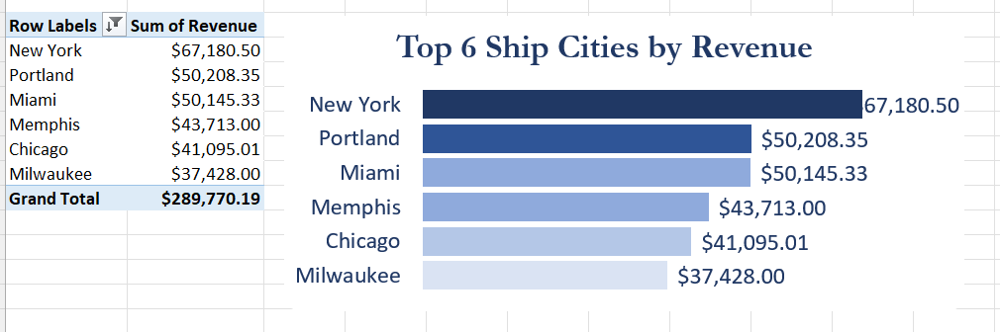 Row Labels Sum of Revenue
New York $67,180.50
Portland $50,208.35
Miami $50,145.33
Memphis $43,713.00
Chicago $41,095.01
Milwaukee $37,428.00
Grand Total $289,770.19
Top 6 Ship Cities by Revenue
New York 67,180.50
Portland $50,208.35
Miami $50,145.33
Memphis $43,713.00
Chicago $41,095.01
Milwaukee $37,428.00